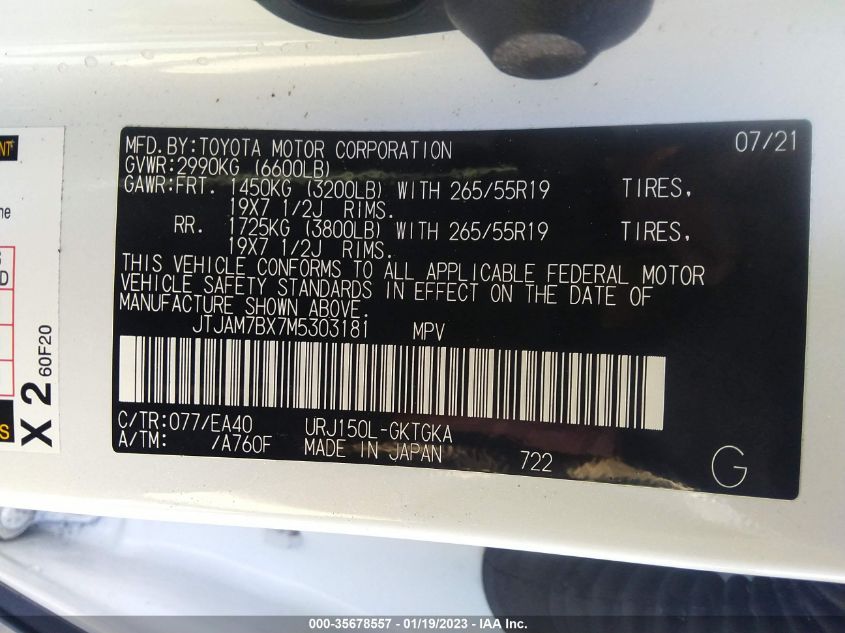 MFD.BY:TOYOTA MOTOR CORPORATION 07/21
GVWR:2990KG (6600LB)
GAWR:FRT. 1450KG (3200LB) WITH 265/55R19 TIRES,
19X7 1/2J RIMS.
RR. 1725KG (3800LB) WITH 265/55R19 TIRES,
19X7 1/2J RIMS.
THIS VEHICLE CONFORMS TO ALL APPLICABLE FEDERAL MOTOR
VEHICLE SAFETY STANDARDS IN EFFECT ON THE DATE OF
MANUFACTURE SHOWN ABOVE.
JTJAM7BX7M5303181 MPV
C/TR:077/EA40 URJ150L-GKTGKA
A/TM: /A760F MADE IN JAPAN 722 G
X 2 60F20
000-35678557 - 01/19/2023 - IAA Inc.